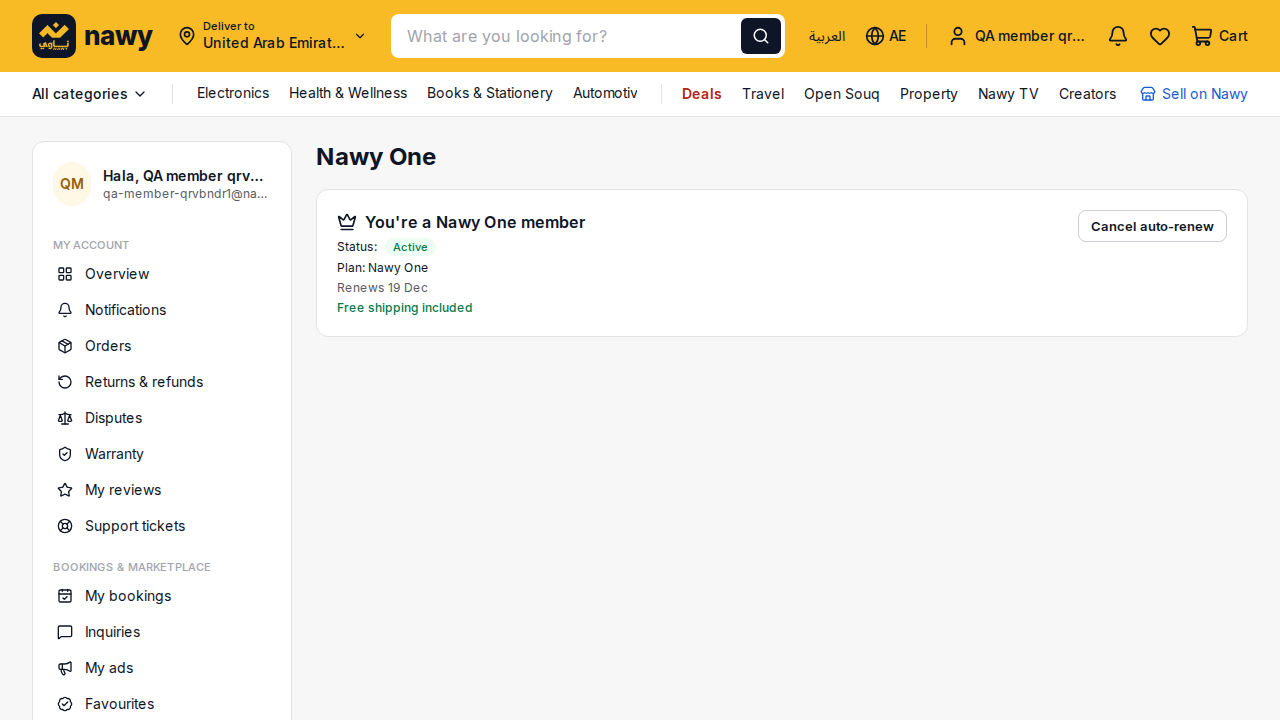 نـــاوي
NAWY
nawy
Deliver to
United Arab Emirat...
What are you looking for?
العربية
AE
QA member qr...
Cart
All categories
Electronics
Health & Wellness
Books & Stationery
Automotiv
Deals
Travel
Open Souq
Property
Nawy TV
Creators
Sell on Nawy
QM
Hala, QA member qrv...
qa-member-qrvbndr1@na...
MY ACCOUNT
Overview
Notifications
Orders
Returns & refunds
Disputes
Warranty
My reviews
Support tickets
BOOKINGS & MARKETPLACE
My bookings
Inquiries
My ads
Favourites
Nawy One
You're a Nawy One member
Cancel auto-renew
Status: Active
Plan: Nawy One
Renews 19 Dec
Free shipping included